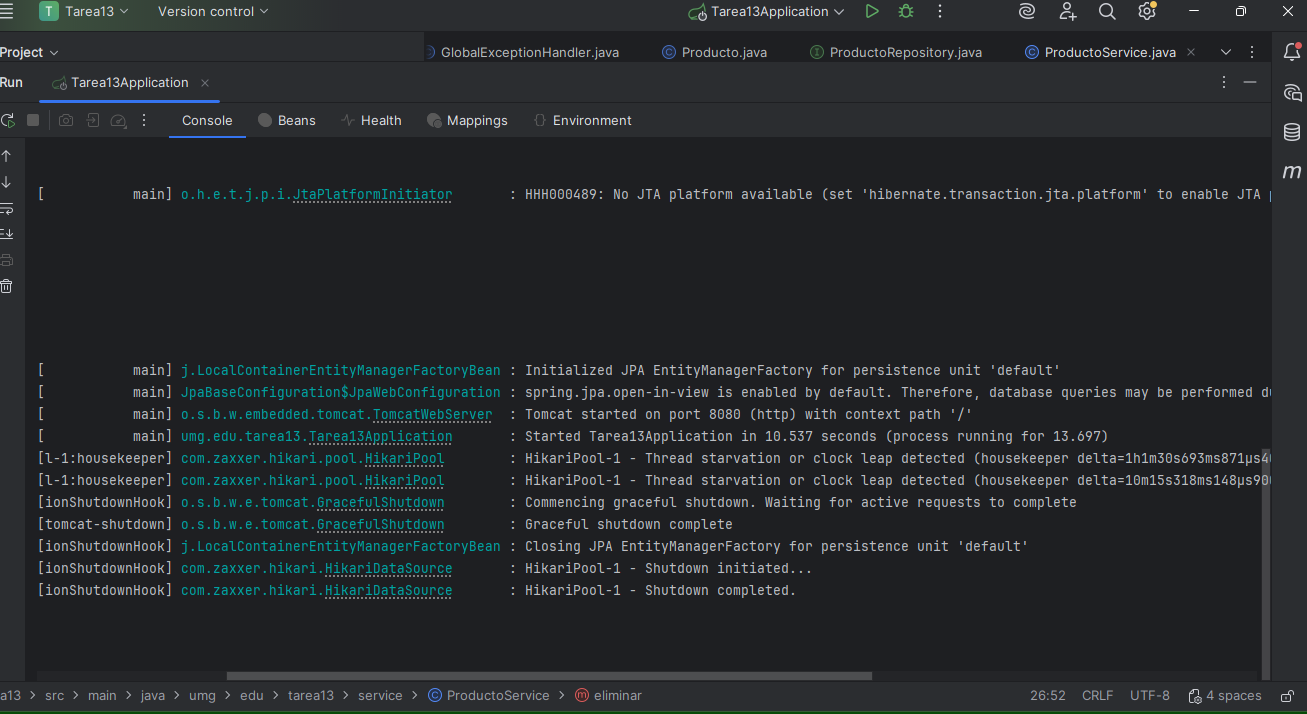 T Tarea13 Version control Tarea13Application
Project GlobalExceptionHandler.java Producto.java ProductoRepository.java ProductoService.java
Run Tarea13Application
Console Beans Health Mappings Environment
[ main] o.h.e.t.j.p.i.JtaPlatformInitiator : HHH000489: No JTA platform available (set 'hibernate.transaction.jta.platform' to enable JTA p
[ main] j.LocalContainerEntityManagerFactoryBean : Initialized JPA EntityManagerFactory for persistence unit 'default'
[ main] JpaBaseConfiguration$JpaWebConfiguration : spring.jpa.open-in-view is enabled by default. Therefore, database queries may be performed du
[ main] o.s.b.w.embedded.tomcat.TomcatWebServer : Tomcat started on port 8080 (http) with context path '/'
[ main] umg.edu.tarea13.Tarea13Application : Started Tarea13Application in 10.537 seconds (process running for 13.697)
[l-1:housekeeper] com.zaxxer.hikari.pool.HikariPool : HikariPool-1 - Thread starvation or clock leap detected (housekeeper delta=1h1m30s693ms871µs4
[l-1:housekeeper] com.zaxxer.hikari.pool.HikariPool : HikariPool-1 - Thread starvation or clock leap detected (housekeeper delta=10m15s318ms148µs90
[ionShutdownHook] o.s.b.w.e.tomcat.GracefulShutdown : Commencing graceful shutdown. Waiting for active requests to complete
[tomcat-shutdown] o.s.b.w.e.tomcat.GracefulShutdown : Graceful shutdown complete
[ionShutdownHook] j.LocalContainerEntityManagerFactoryBean : Closing JPA EntityManagerFactory for persistence unit 'default'
[ionShutdownHook] com.zaxxer.hikari.HikariDataSource : HikariPool-1 - Shutdown initiated...
[ionShutdownHook] com.zaxxer.hikari.HikariDataSource : HikariPool-1 - Shutdown completed.
a13 > src > main > java > umg > edu > tarea13 > service > ProductoService > eliminar 26:52 CRLF UTF-8 4 spaces